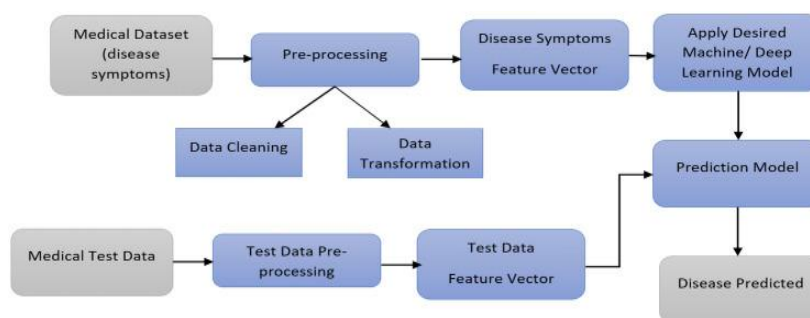 Medical Dataset
(disease
symptoms)
Pre-processing
Disease Symptoms
Feature Vector
Apply Desired
Machine/ Deep
Learning Model
Data Cleaning
Data
Transformation
Prediction Model
Medical Test Data
Test Data Pre-
processing
Test Data
Feature Vector
Disease Predicted